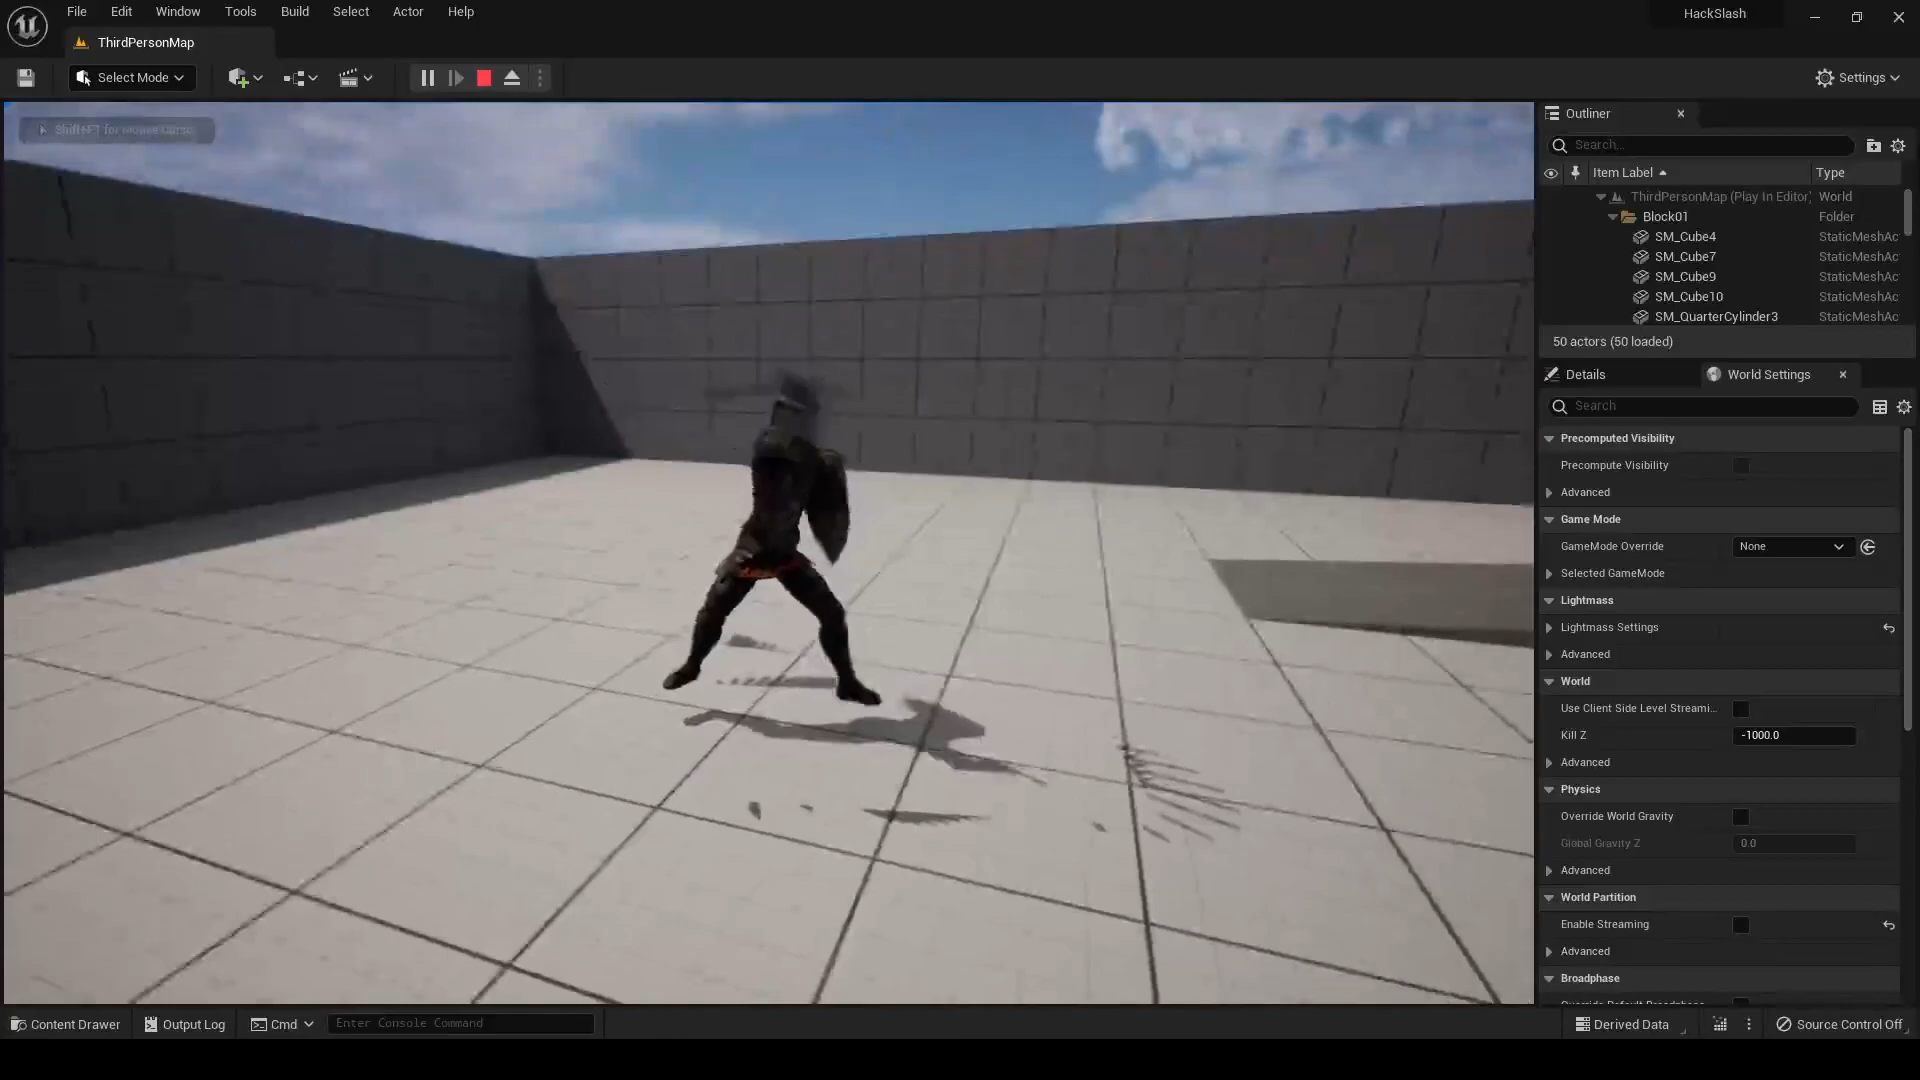 File Edit Window Tools Build Select Actor Help
HackSlash
ThirdPersonMap
Select Mode
Settings
Shift+F1 for Mouse Cursor
Outliner
Search...
Item Label Type
ThirdPersonMap (Play In Editor) World
Block01 Folder
SM_Cube4 StaticMeshAc
SM_Cube7 StaticMeshAc
SM_Cube9 StaticMeshAc
SM_Cube10 StaticMeshAc
SM_QuarterCylinder3 StaticMeshAc
50 actors (50 loaded)
Details World Settings
Search
Precomputed Visibility
Precompute Visibility
Advanced
Game Mode
GameMode Override None
Selected GameMode
Lightmass
Lightmass Settings
Advanced
World
Use Client Side Level Streami...
Kill Z -1000.0
Advanced
Physics
Override World Gravity
Global Gravity Z 0.0
Advanced
World Partition
Enable Streaming
Advanced
Broadphase
Content Drawer Output Log Cmd Enter Console Command Derived Data Source Control Off